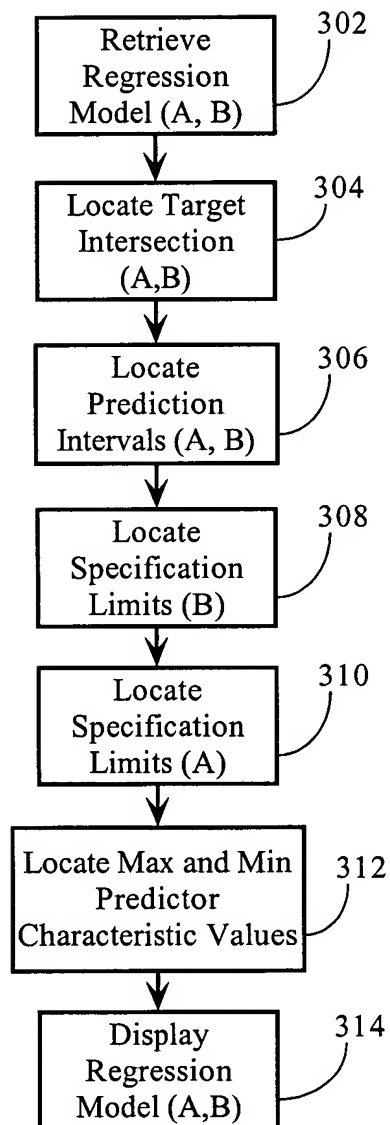 302
Retrieve
Regression
Model (A, B)
304
Locate Target
Intersection
(A,B)
306
Locate
Prediction
Intervals (A, B)
308
Locate
Specification
Limits (B)
310
Locate
Specification
Limits (A)
312
Locate Max and Min
Predictor
Characteristic Values
314
Display
Regression
Model (A,B)